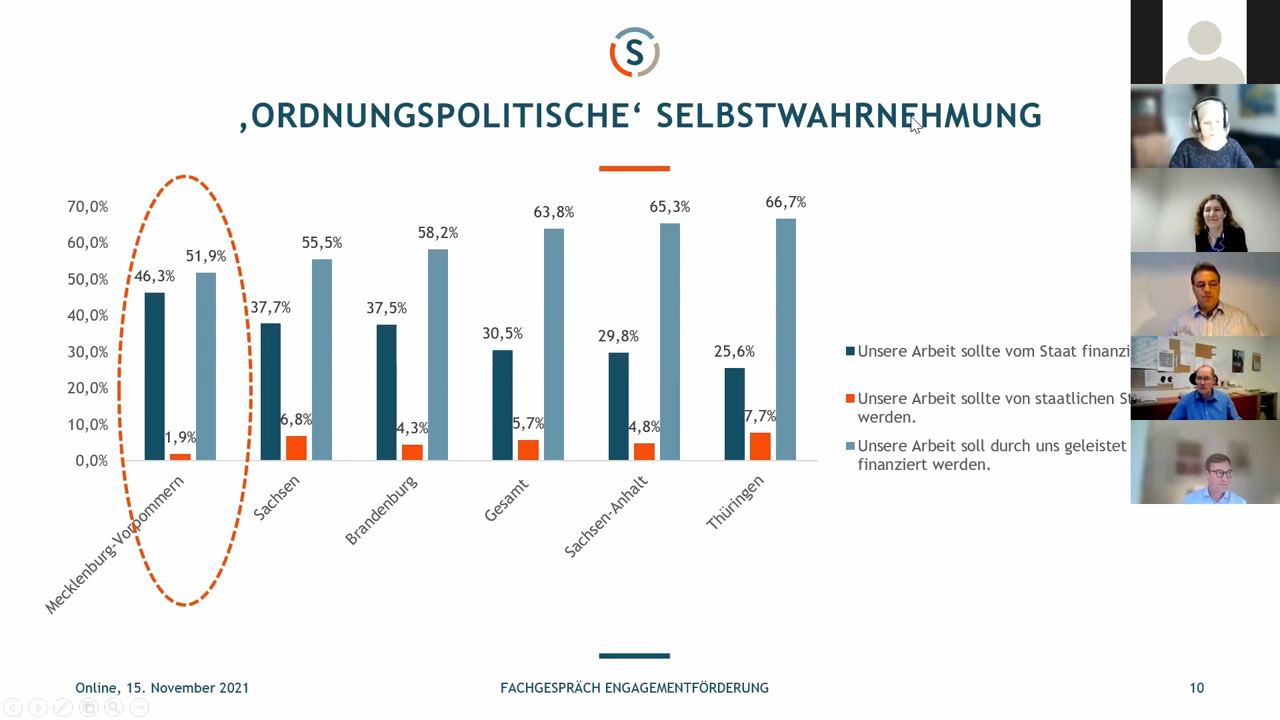 S
‚ORDNUNGSPOLITISCHE‘ SELBSTWAHRNEHMUNG
70,0%
60,0%
50,0%
40,0%
30,0%
20,0%
10,0%
0,0%
46,3%
1,9%
51,9%
37,7%
6,8%
55,5%
37,5%
4,3%
58,2%
30,5%
5,7%
63,8%
29,8%
4,8%
65,3%
25,6%
7,7%
66,7%
Mecklenburg-Vorpommern
Sachsen
Brandenburg
Gesamt
Sachsen-Anhalt
Thüringen
Unsere Arbeit sollte vom Staat
Unsere Arbeit sollte von staatlichen
werden.
Unsere Arbeit soll durch uns geleistet
finanziert werden.
Online, 15. November 2021
FACHGESPRÄCH ENGAGEMENTFÖRDERUNG
10